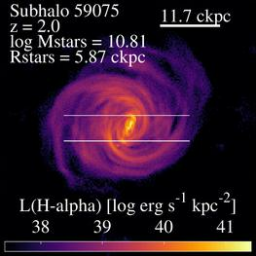 Subhalo 59075
11.7 ckpc
z = 2.0
log Mstars = 10.81
Rstars = 5.87 ckpc
L(H-alpha) [log erg s⁻¹ kpc⁻²]
38 39 40 41